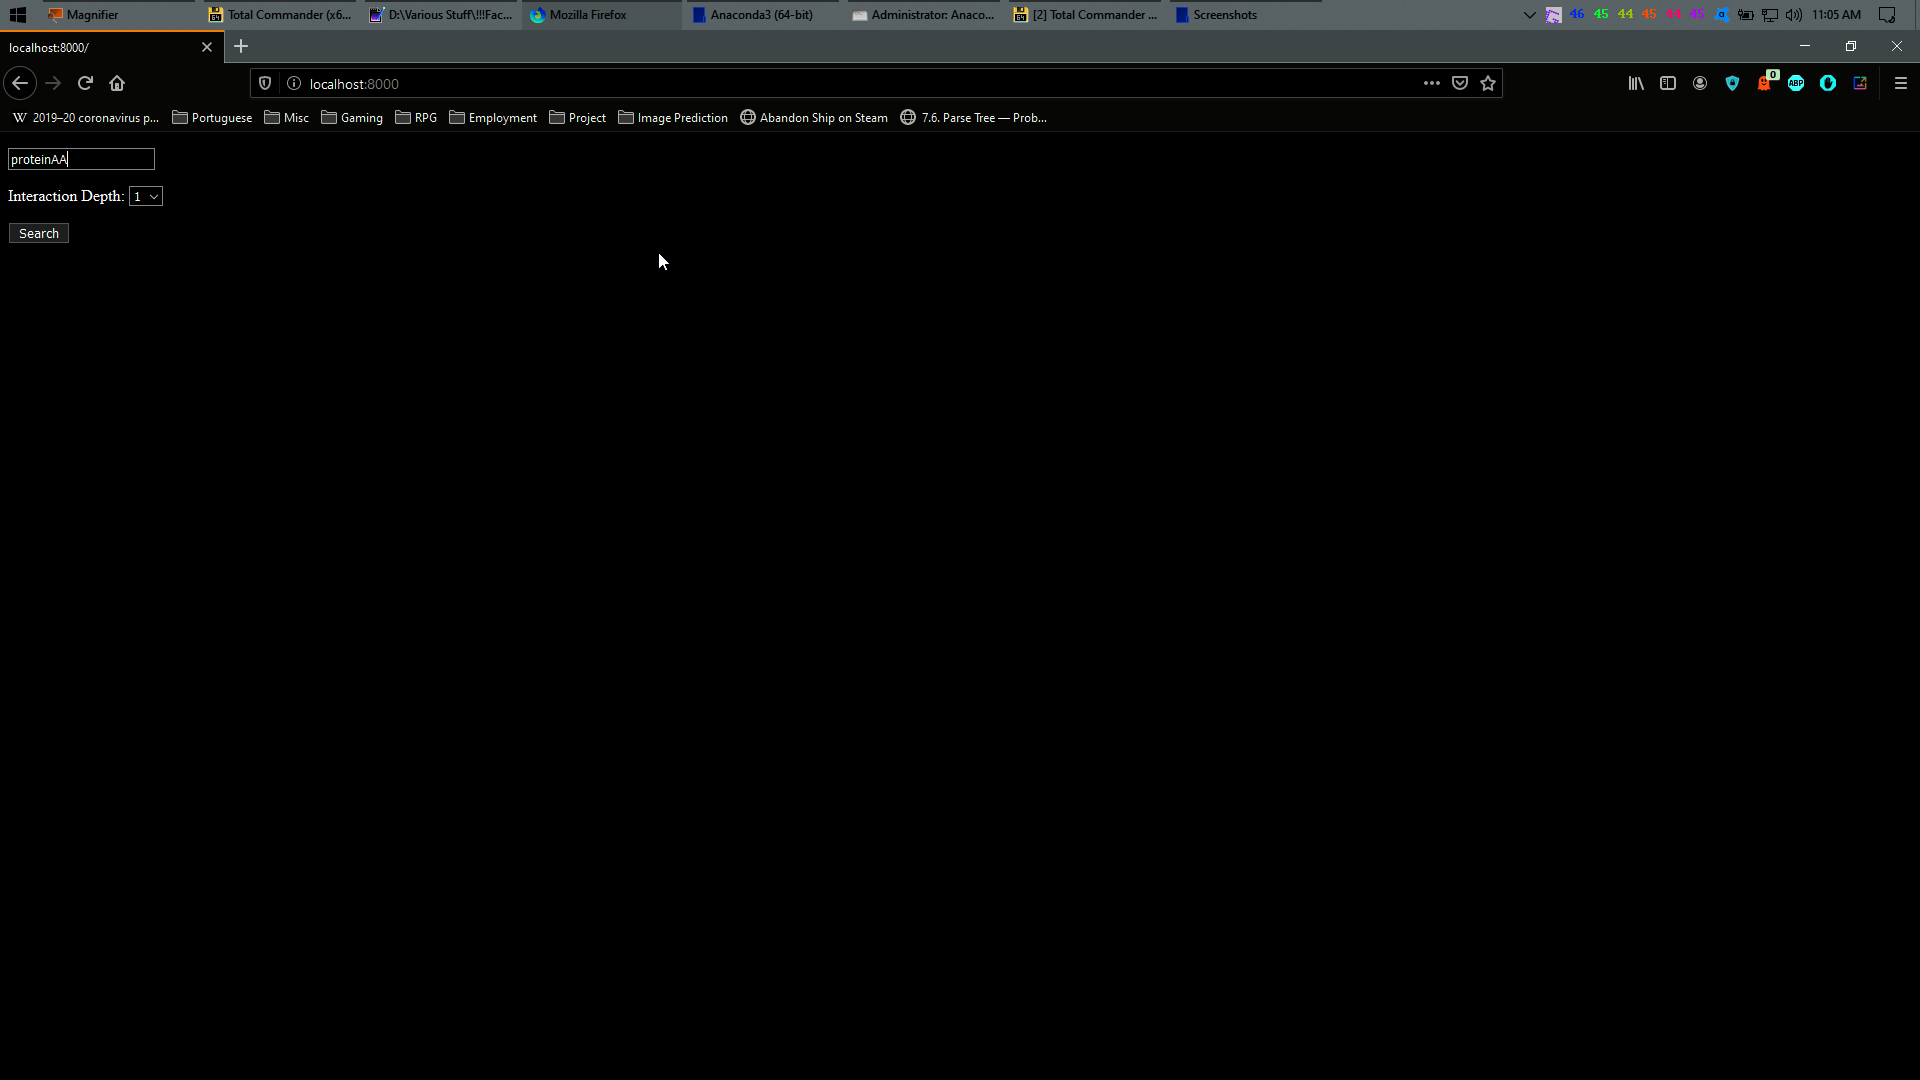 Magnifier Total Commander (x6... D:\Various Stuff\!!!Fac... Mozilla Firefox Anaconda3 (64-bit) Administrator: Anaco... [2] Total Commander ... Screenshots 46 45 44 45 44 45 11:05 AM
localhost:8000/
localhost:8000 0 ABP
W 2019–20 coronavirus p... Portuguese Misc Gaming RPG Employment Project Image Prediction Abandon Ship on Steam 7.6. Parse Tree — Prob...
proteinAA
Interaction Depth: 1
Search